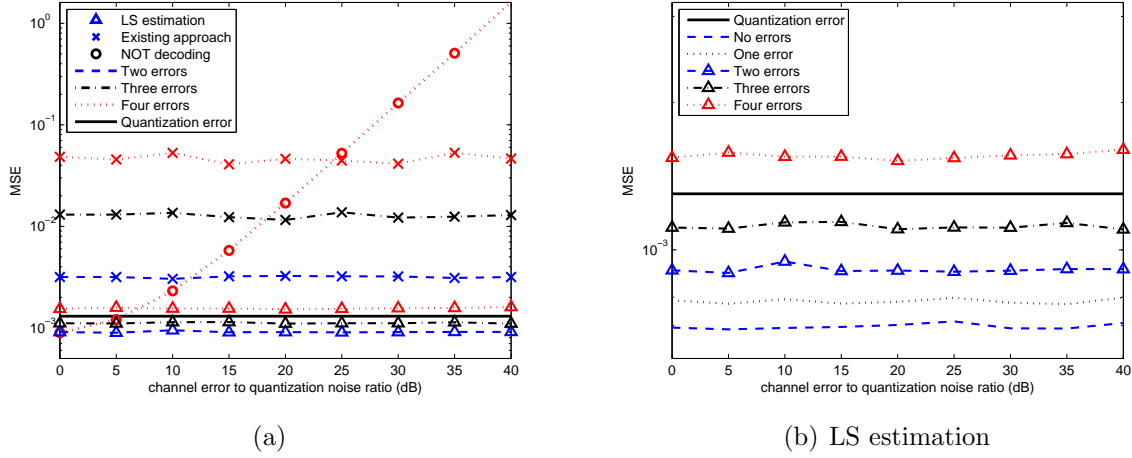 10^0
10^-1
10^-2
10^-3
MSE
LS estimation
Existing approach
NOT decoding
Two errors
Three errors
Four errors
Quantization error
0 5 10 15 20 25 30 35 40
channel error to quantization noise ratio (dB)
(a)
10^-3
MSE
Quantization error
No errors
One error
Two errors
Three errors
Four errors
0 5 10 15 20 25 30 35 40
channel error to quantization noise ratio (dB)
(b) LS estimation